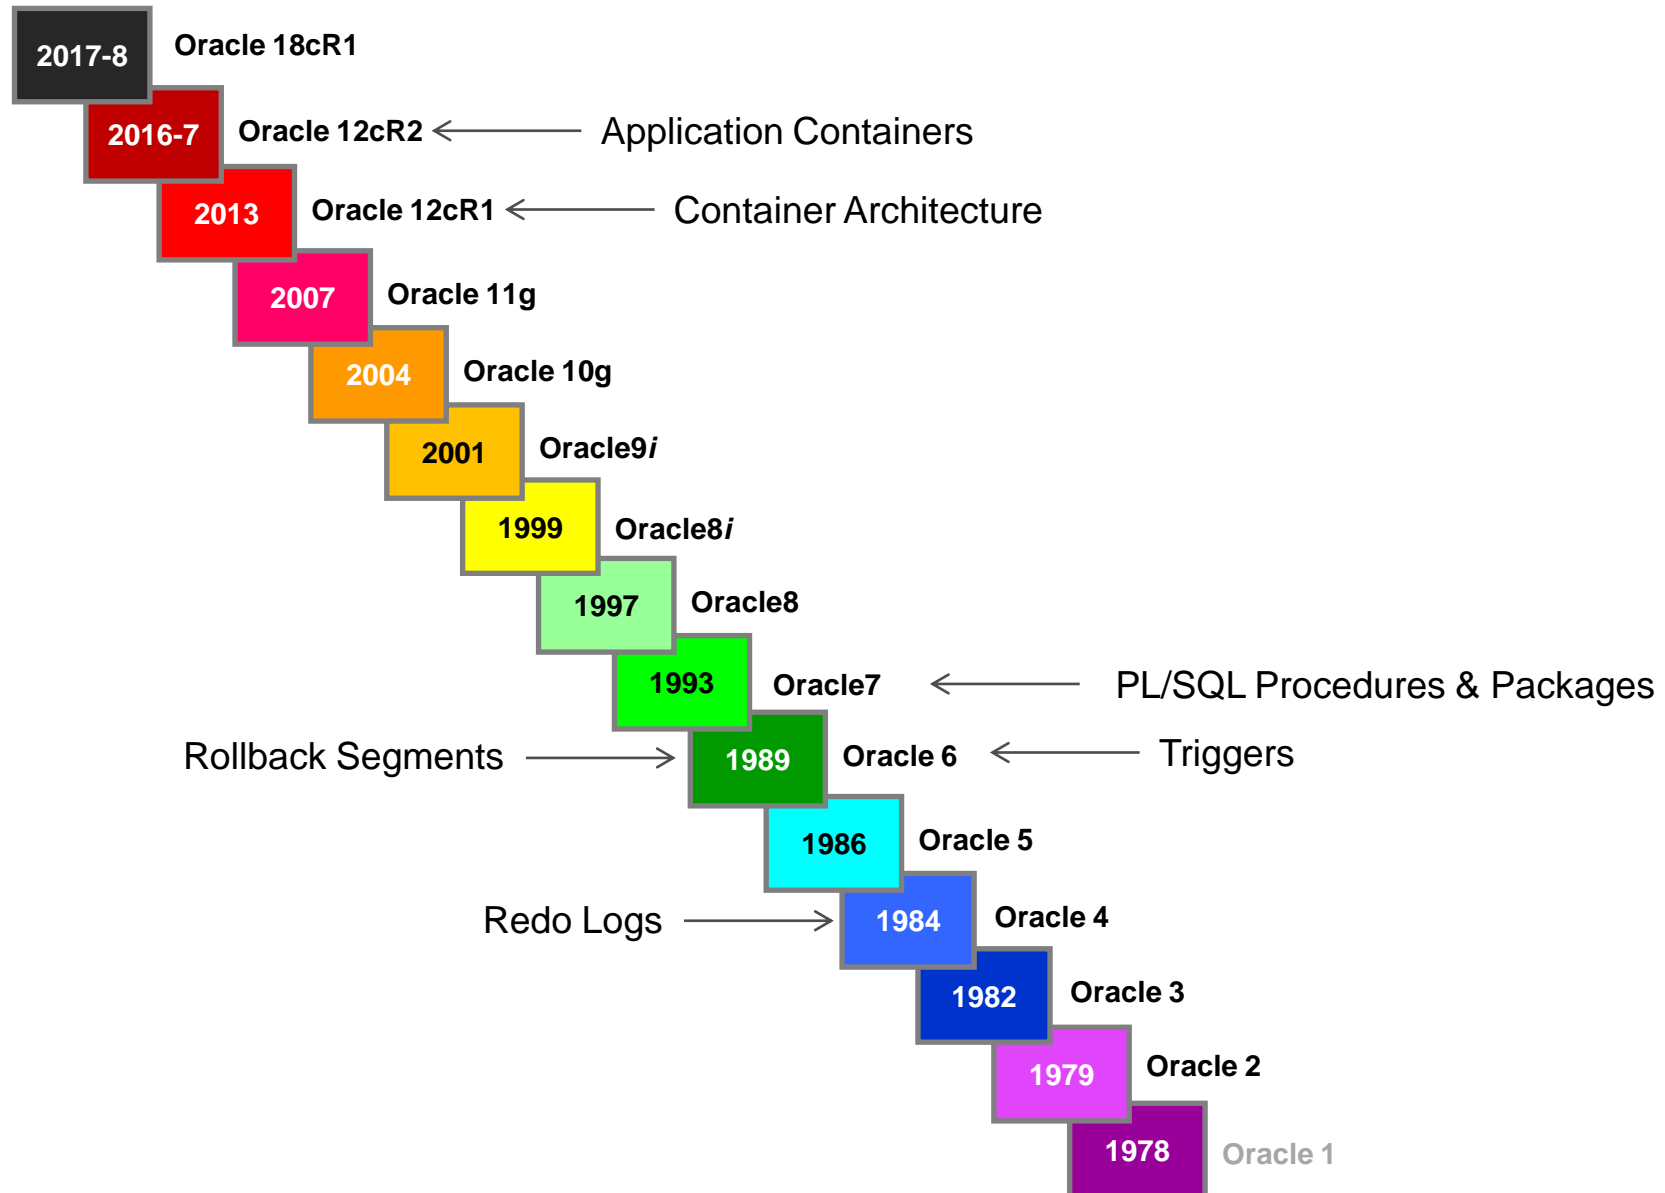 2017-8 Oracle 18cR1
2016-7 Oracle 12cR2 Application Containers
2013 Oracle 12cR1 Container Architecture
2007 Oracle 11g
2004 Oracle 10g
2001 Oracle9i
1999 Oracle8i
1997 Oracle8
1993 Oracle7 PL/SQL Procedures & Packages
Rollback Segments 1989 Oracle 6 Triggers
1986 Oracle 5
Redo Logs 1984 Oracle 4
1982 Oracle 3
1979 Oracle 2
1978 Oracle 1